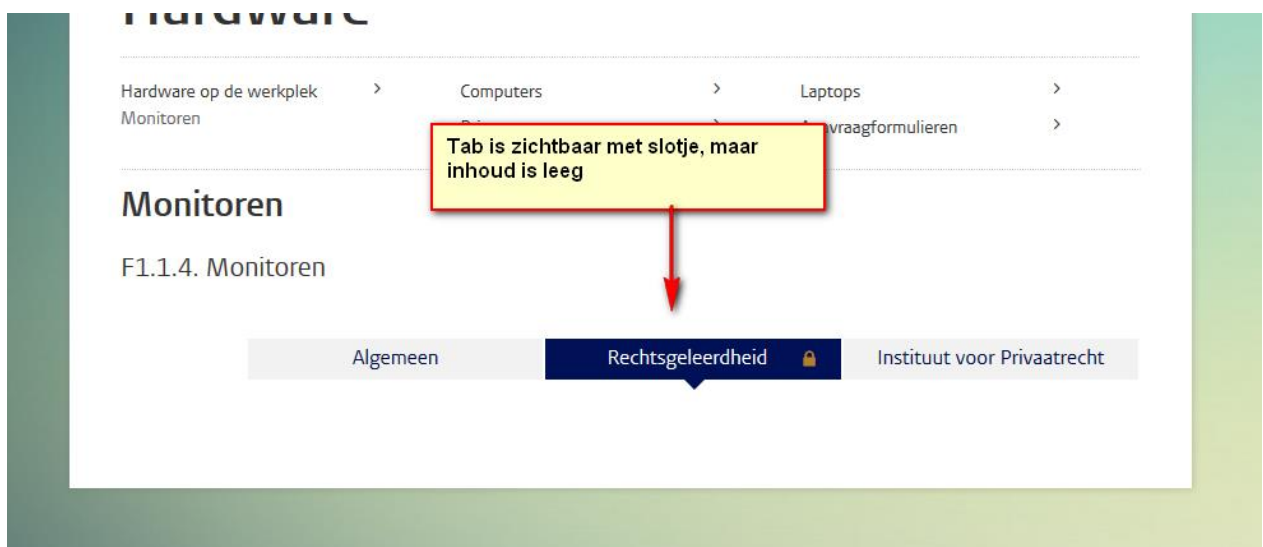 Hardware
Hardware op de werkplek
Computers
Laptops
Monitoren
Monitoren
F1.1.4. Monitoren
Tab is zichtbaar met slotje, maar
inhoud is leeg
Algemeen
Rechtsgeleerdheid
Instituut voor Privaatrecht